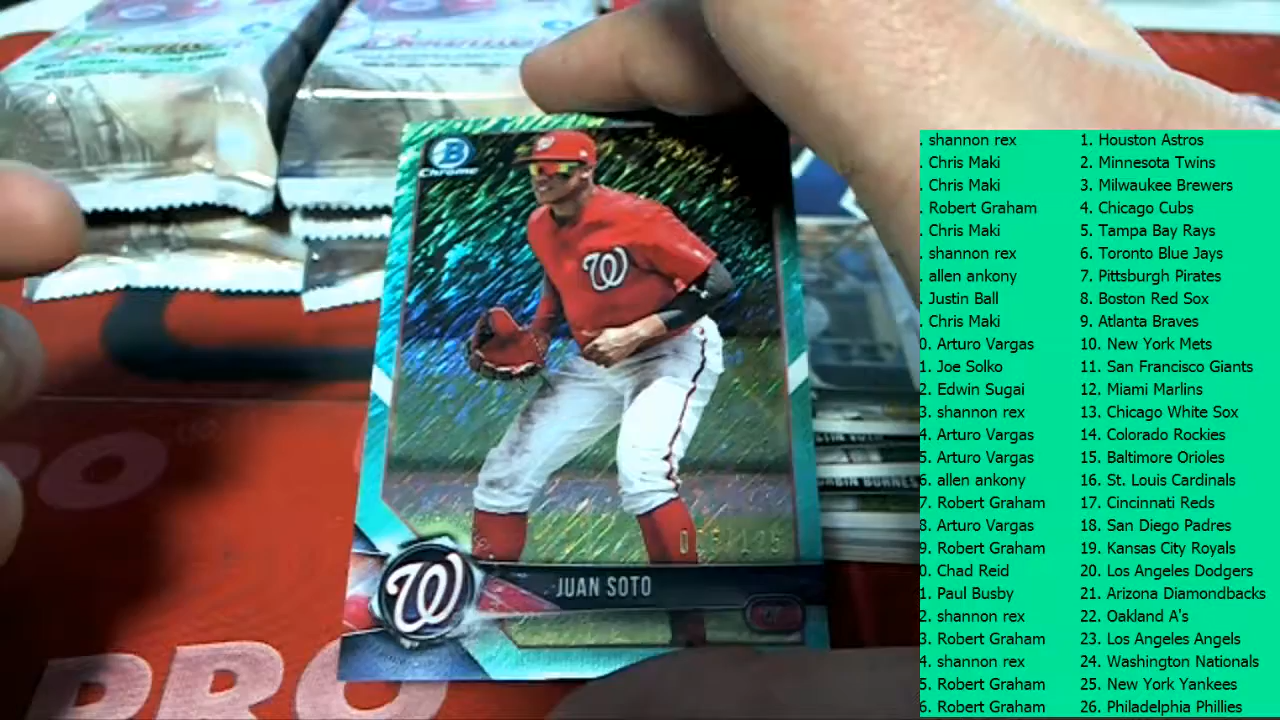 B
Chrome
W
JUAN SOTO
W
PRO
PRO
. shannon rex 1. Houston Astros
. Chris Maki 2. Minnesota Twins
. Chris Maki 3. Milwaukee Brewers
. Robert Graham 4. Chicago Cubs
. Chris Maki 5. Tampa Bay Rays
. shannon rex 6. Toronto Blue Jays
. allen ankony 7. Pittsburgh Pirates
. Justin Ball 8. Boston Red Sox
. Chris Maki 9. Atlanta Braves
0. Arturo Vargas 10. New York Mets
1. Joe Solko 11. San Francisco Giants
2. Edwin Sugai 12. Miami Marlins
3. shannon rex 13. Chicago White Sox
4. Arturo Vargas 14. Colorado Rockies
5. Arturo Vargas 15. Baltimore Orioles
6. allen ankony 16. St. Louis Cardinals
7. Robert Graham 17. Cincinnati Reds
8. Arturo Vargas 18. San Diego Padres
9. Robert Graham 19. Kansas City Royals
0. Chad Reid 20. Los Angeles Dodgers
1. Paul Busby 21. Arizona Diamondbacks
2. shannon rex 22. Oakland A's
3. Robert Graham 23. Los Angeles Angels
4. shannon rex 24. Washington Nationals
5. Robert Graham 25. New York Yankees
6. Robert Graham 26. Philadelphia Phillies